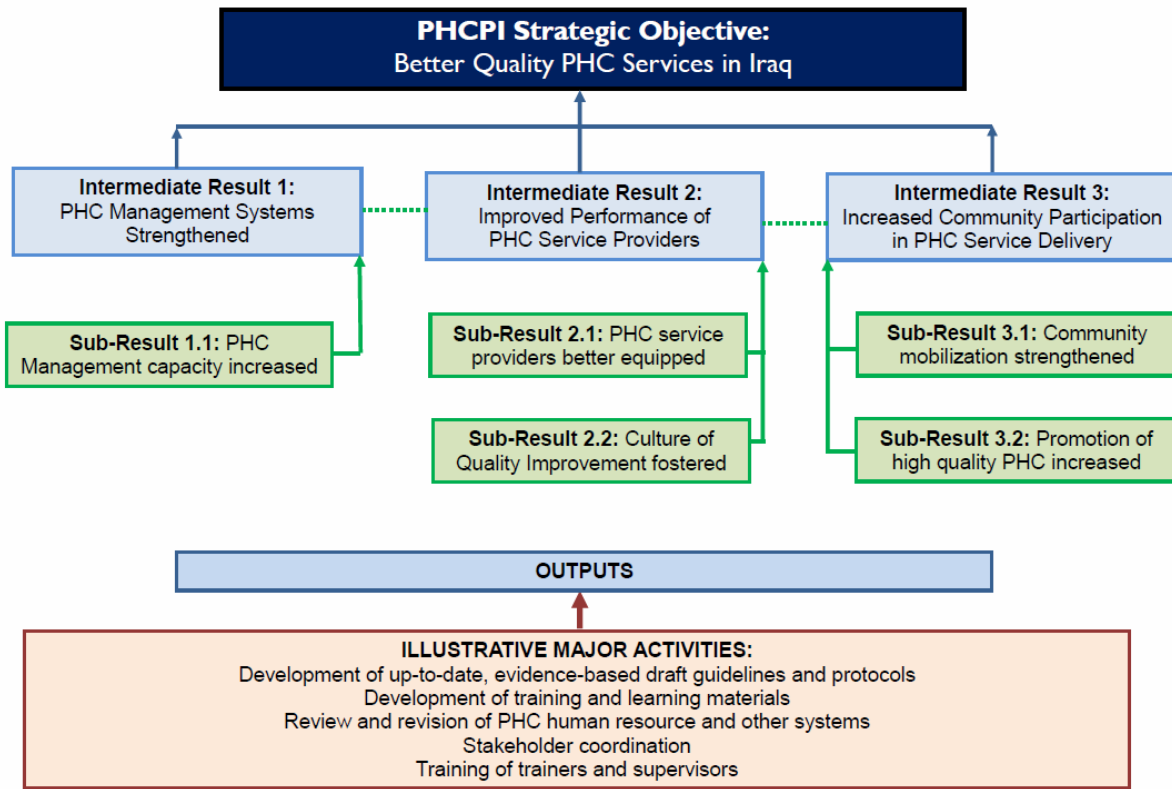 PHCPI Strategic Objective:
Better Quality PHC Services in Iraq
Intermediate Result 1:
PHC Management Systems
Strengthened
Intermediate Result 2:
Improved Performance of
PHC Service Providers
Intermediate Result 3:
Increased Community Participation
in PHC Service Delivery
Sub-Result 1.1: PHC
Management capacity increased
Sub-Result 2.1: PHC service
providers better equipped
Sub-Result 3.1: Community
mobilization strengthened
Sub-Result 2.2: Culture of
Quality Improvement fostered
Sub-Result 3.2: Promotion of
high quality PHC increased
OUTPUTS
ILLUSTRATIVE MAJOR ACTIVITIES:
Development of up-to-date, evidence-based draft guidelines and protocols
Development of training and learning materials
Review and revision of PHC human resource and other systems
Stakeholder coordination
Training of trainers and supervisors